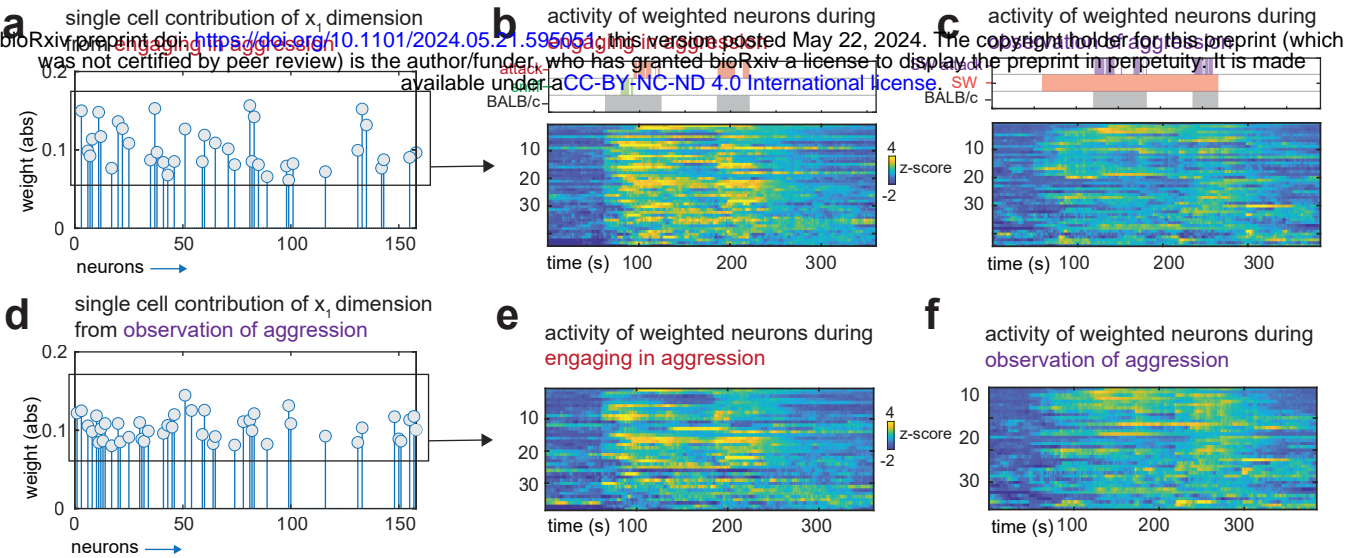 a
single cell contribution of x1 dimension
from engaging in aggression
b
activity of weighted neurons during
engaging in aggression
c
activity of weighted neurons during
observation of aggression
bioRxiv preprint doi: https://doi.org/10.1101/2024.05.21.595051; this version posted May 22, 2024. The copyright holder for this preprint (which
was not certified by peer review) is the author/funder, who has granted bioRxiv a license to display the preprint in perpetuity. It is made
available under aCC-BY-NC-ND 4.0 International license.
0.2
0.1
0
weight (abs)
0 50 100 150
neurons
attack
sniff
BALB/c
10
20
30
time (s) 100 200 300
4
z-score
-2
SW attack
SW
BALB/c
10
20
30
time (s) 100 200 300
d
single cell contribution of x1 dimension
from observation of aggression
0.2
0.1
0
weight (abs)
0 50 100 150
neurons
e
activity of weighted neurons during
engaging in aggression
10
20
30
time (s) 100 200 300
4
z-score
-2
f
activity of weighted neurons during
observation of aggression
10
20
30
time (s) 100 200 300